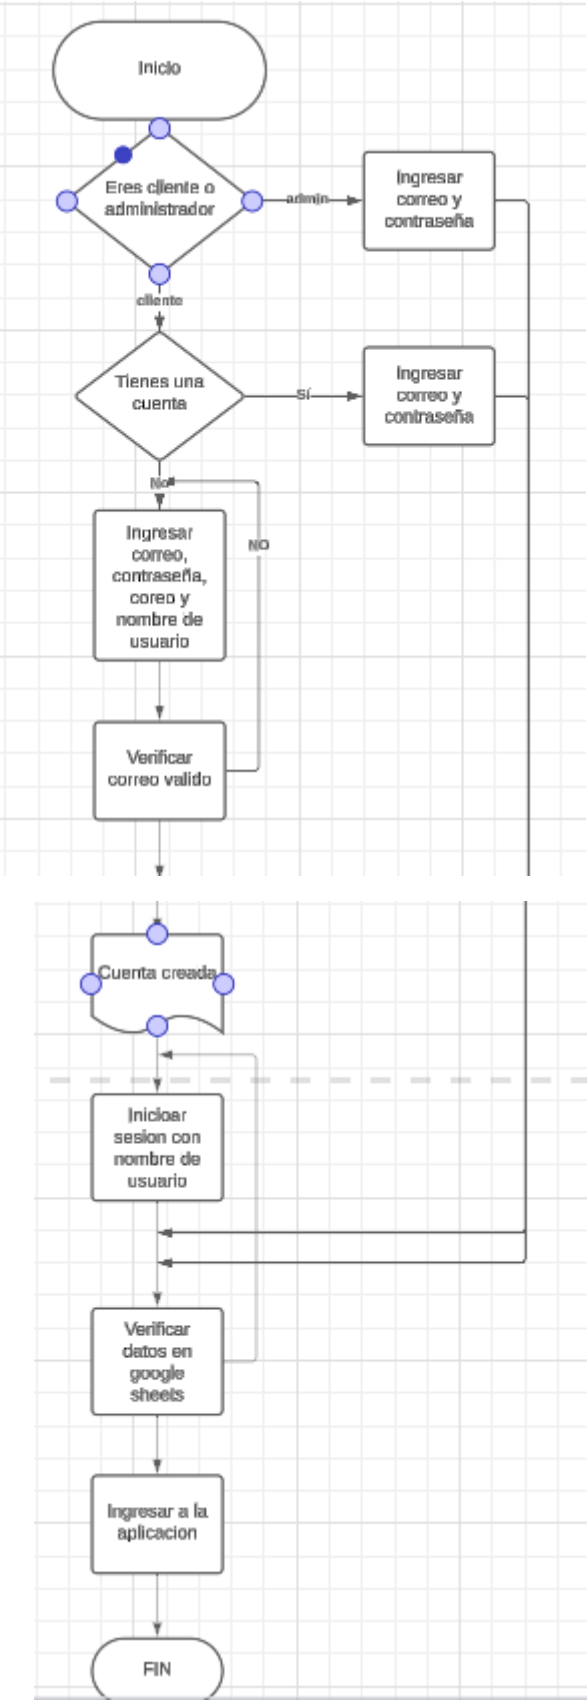 Inicio
Eres cliente o
administrador
admin
Ingresar
correo y
contraseña
cliente
Tienes una
cuenta
Sí
Ingresar
correo y
contraseña
No
NO
Ingresar
correo,
contraseña,
coreo y
nombre de
usuario
Verificar
correo valido
Cuenta creada
Inicioar
sesion con
nombre de
usuario
Verificar
datos en
google
sheets
Ingresar a la
aplicacion
FIN